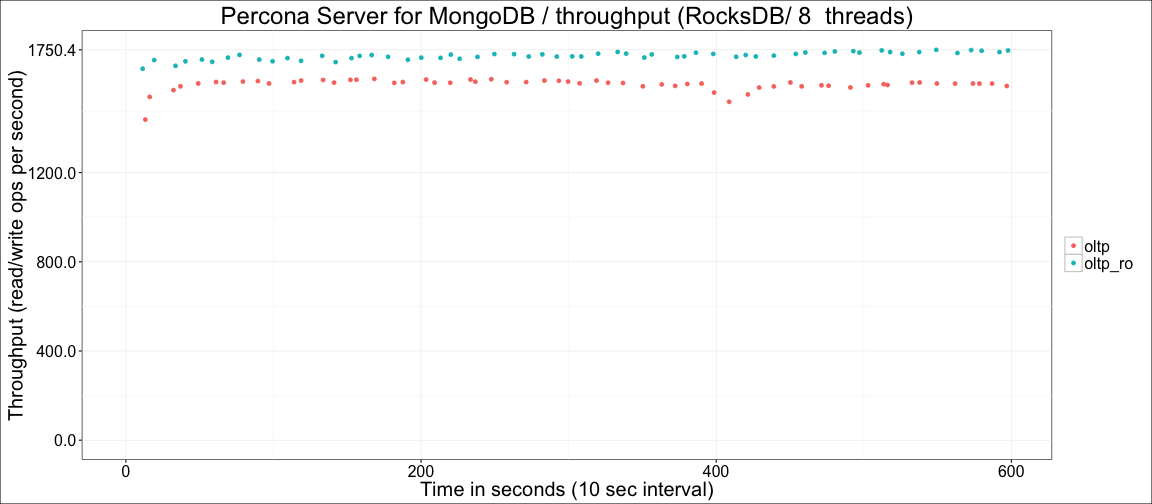 Percona Server for MongoDB / throughput (RocksDB/ 8  threads)
Throughput (read/write ops per second)
1750.4
1200.0
800.0
400.0
0.0
0 200 400 600
Time in seconds (10 sec interval)
oltp
oltp_ro